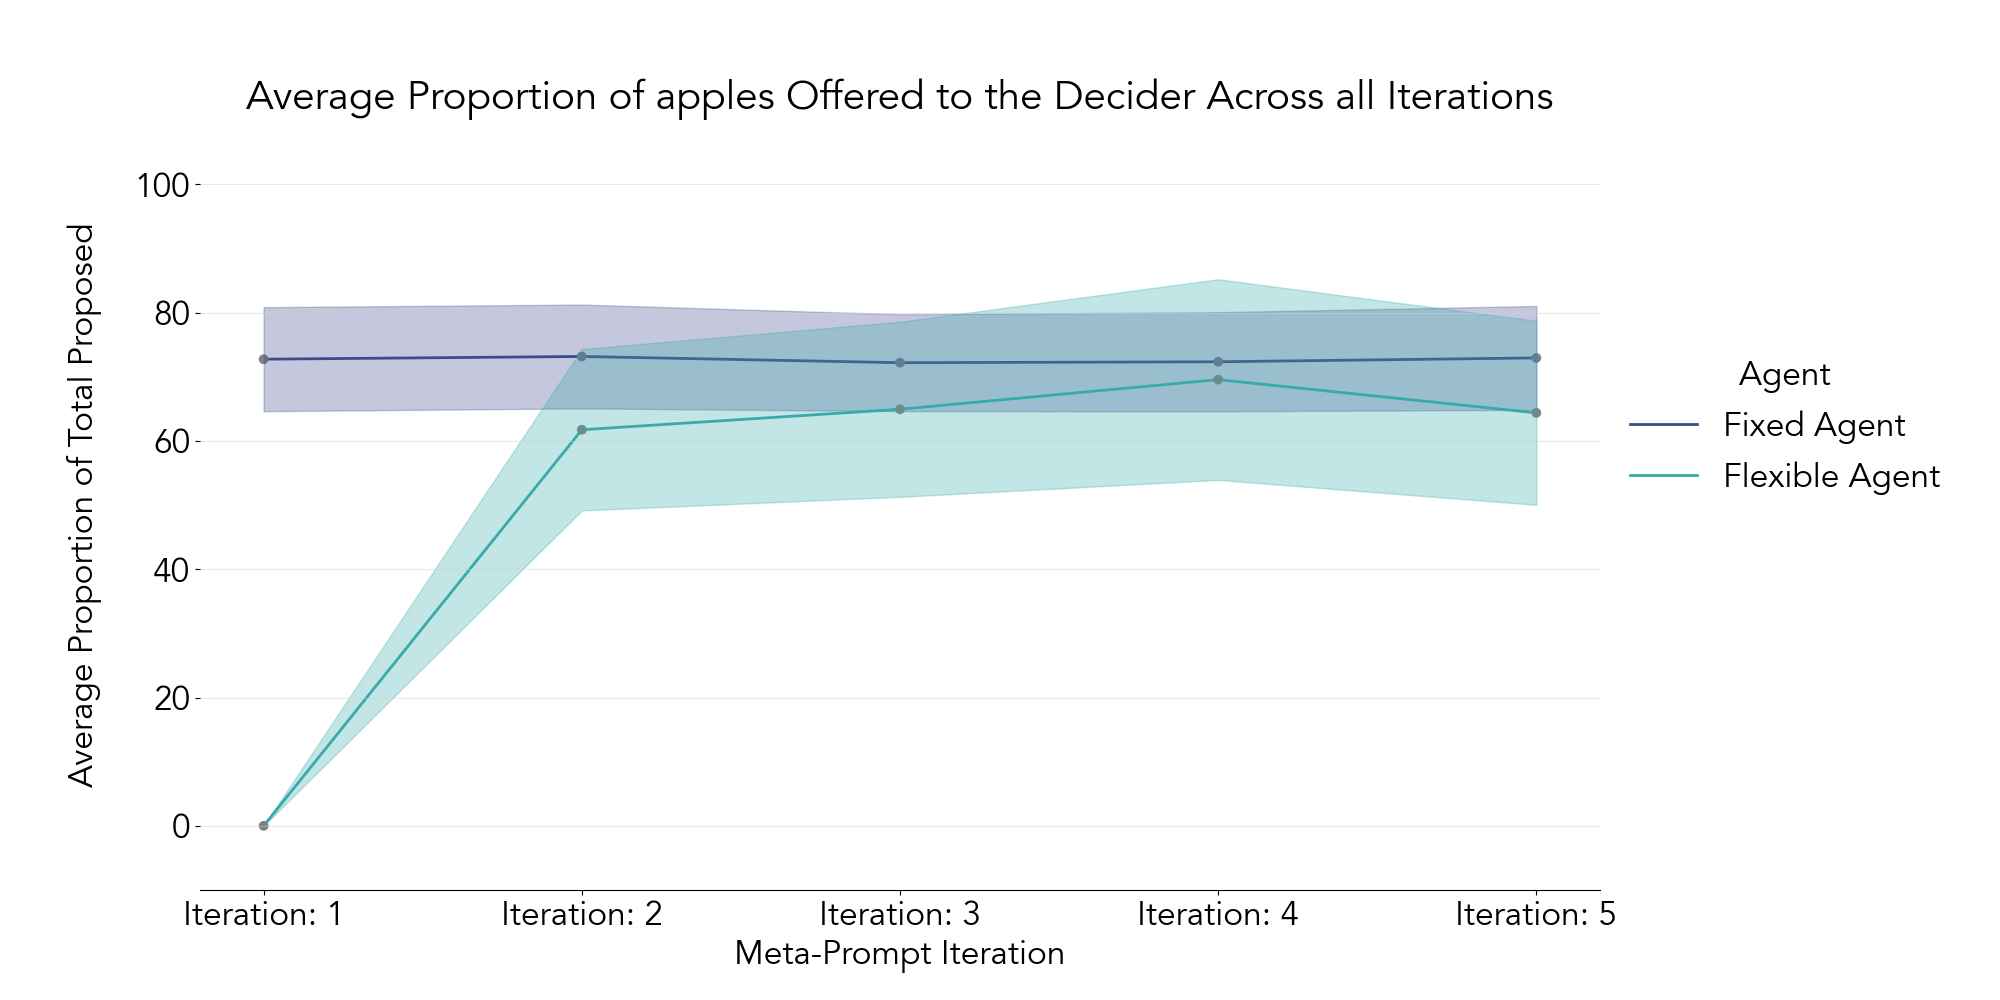 Average Proportion of apples Offered to the Decider Across all Iterations
Average Proportion of Total Proposed
100
80
60
40
20
0
Iteration: 1
Iteration: 2
Iteration: 3
Iteration: 4
Iteration: 5
Meta-Prompt Iteration
Agent
Fixed Agent
Flexible Agent